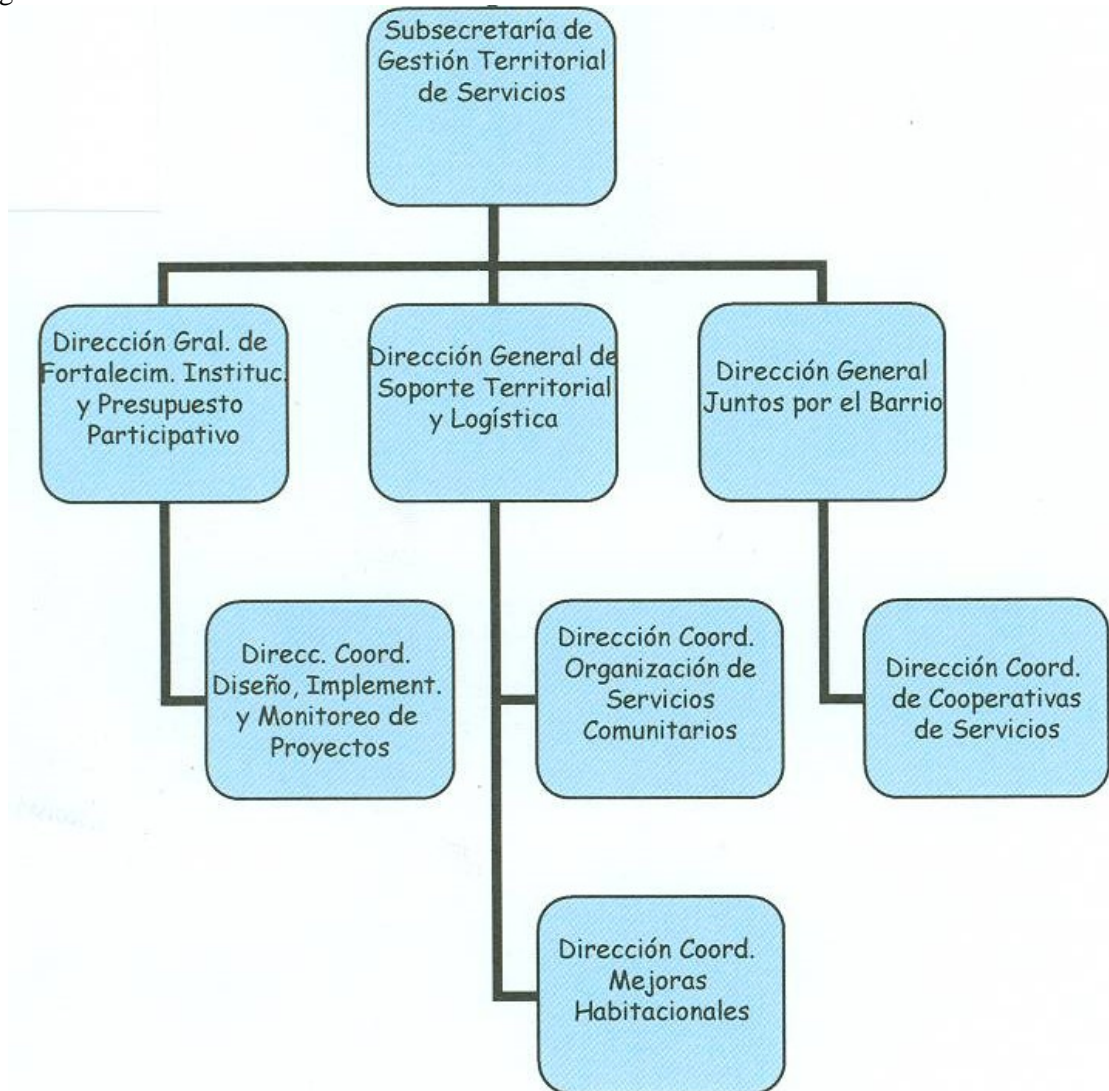 Subsecretaría de
Gestión Territorial
de Servicios
Dirección Gral. de
Fortalecim. Instituc.
y Presupuesto
Participativo
Dirección General de
Soporte Territorial
y Logística
Dirección General
Juntos por el Barrio
Direcc. Coord.
Diseño, Implement.
y Monitoreo de
Proyectos
Dirección Coord.
Organización de
Servicios
Comunitarios
Dirección Coord.
de Cooperativas
de Servicios
Dirección Coord.
Mejoras
Habitacionales